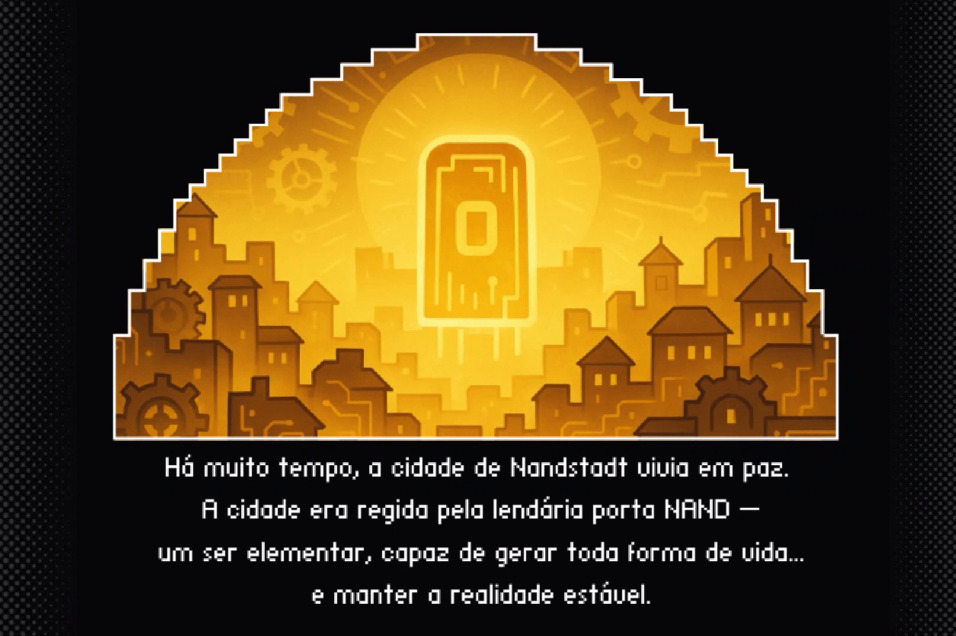 Há muito tempo, a cidade de Nandstadt vivia em paz.
A cidade era regida pela lendária porta NAND —
um ser elementar, capaz de gerar toda forma de vida...
e manter a realidade estável.